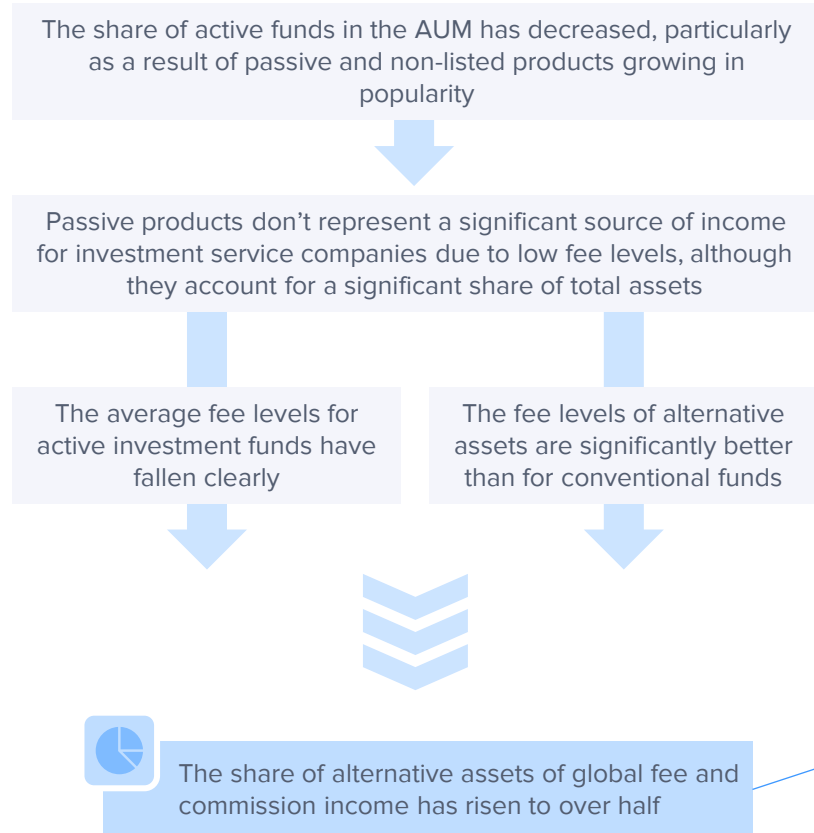 The share of active funds in the AUM has decreased, particularly
as a result of passive and non-listed products growing in
popularity
Passive products don’t represent a significant source of income
for investment service companies due to low fee levels, although
they account for a significant share of total assets
The average fee levels for
active investment funds have
fallen clearly
The fee levels of alternative
assets are significantly better
than for conventional funds
The share of alternative assets of global fee and
commission income has risen to over half